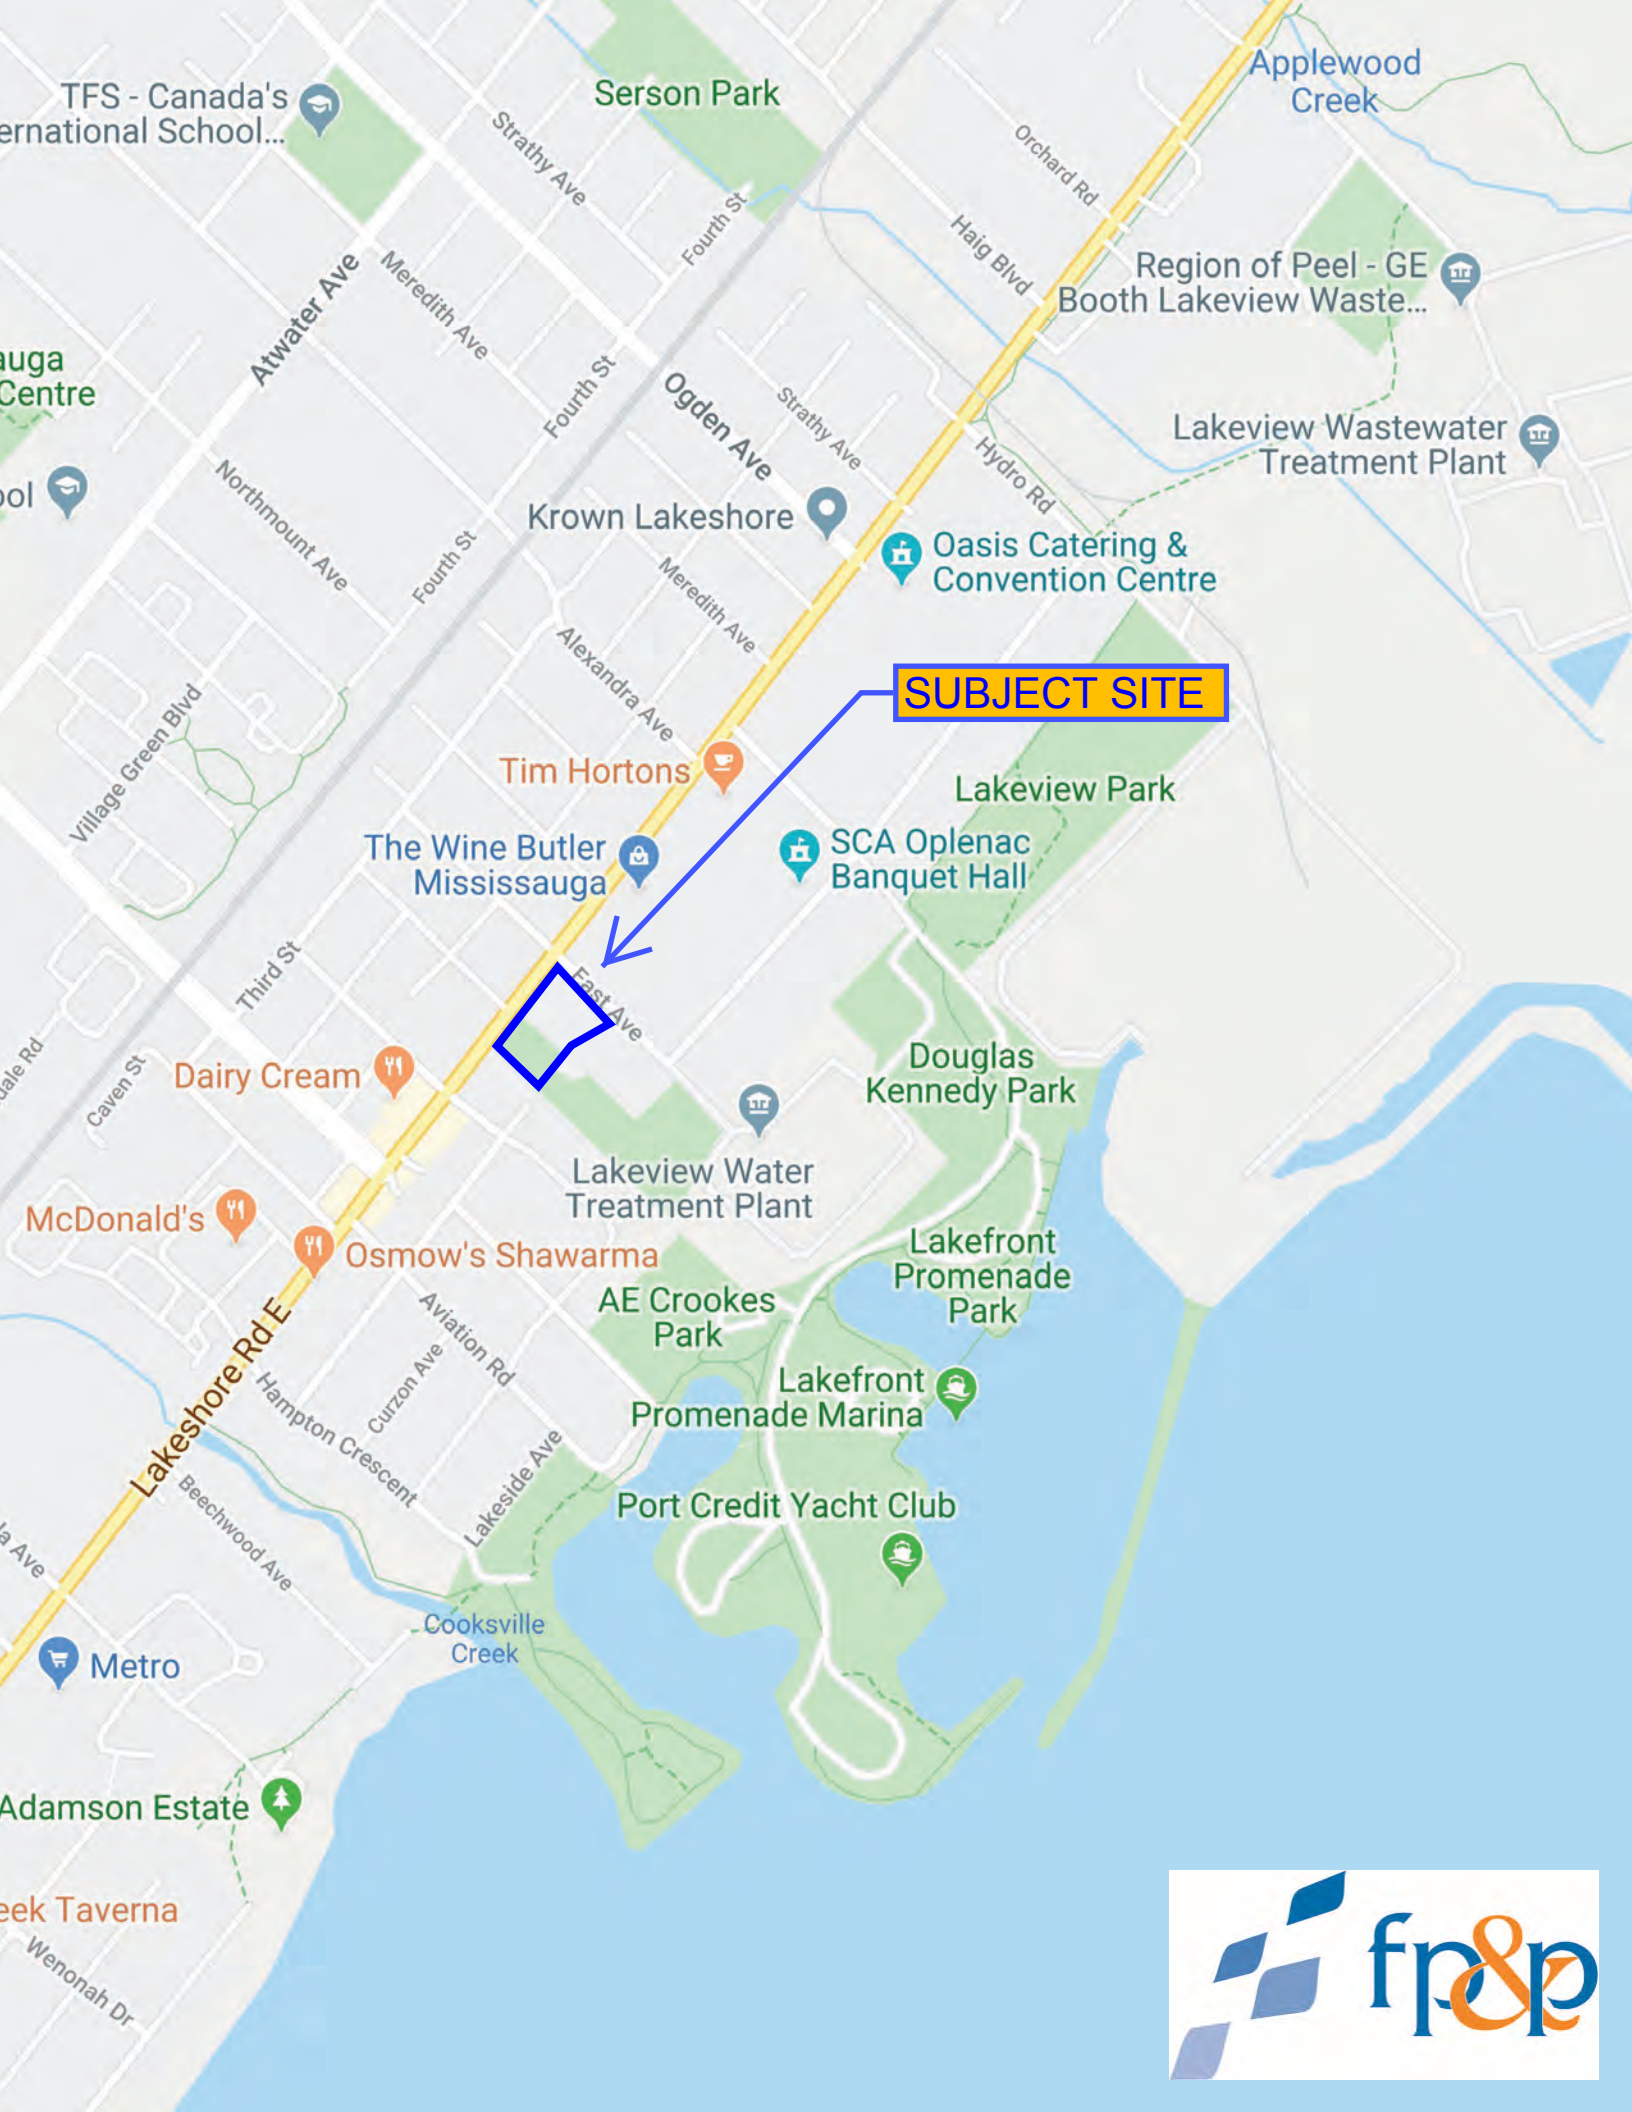 Applewood
Creek
TFS - Canada's
ernational School...
Serson Park
Strathy Ave
Orchard Rd
Fourth St
Haig Blvd
Region of Peel - GE
Booth Lakeview Waste...
Atwater Ave
Meredith Ave
auga
Centre
Fourth St
Ogden Ave
Strathy Ave
Lakeview Wastewater
Treatment Plant
Hydro Rd
ool
Northmount Ave
Krown Lakeshore
Fourth St
Oasis Catering &
Convention Centre
Meredith Ave
Alexandra Ave
SUBJECT SITE
Village Green Blvd
Tim Hortons
Lakeview Park
The Wine Butler
Mississauga
SCA Oplenac
Banquet Hall
Third St
East Ave
dale Rd
Caven St
Dairy Cream
Douglas
Kennedy Park
Lakeview Water
Treatment Plant
McDonald's
Osmow's Shawarma
Lakefront
Promenade
Park
AE Crookes
Park
Aviation Rd
Lakeshore Rd E
Curzon Ave
Hampton Crescent
Lakefront
Promenade Marina
Lakeside Ave
Beechwood Ave
Port Credit Yacht Club
a Ave
Cooksville
Creek
Metro
Adamson Estate
eek Taverna
Wenonah Dr
fp&p